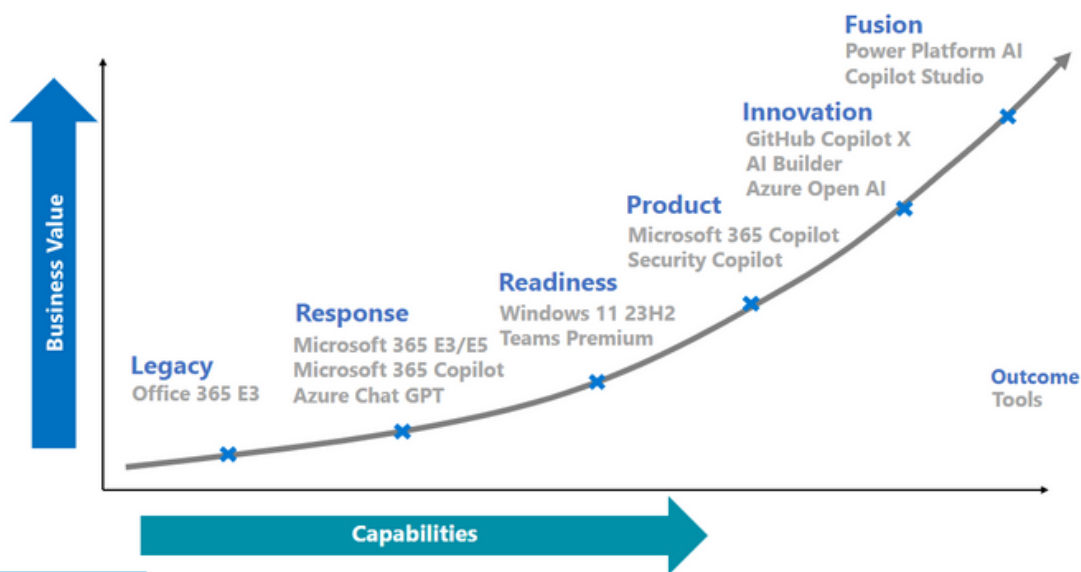 Fusion
Power Platform AI
Copilot Studio
Innovation
GitHub Copilot X
AI Builder
Azure Open AI
Product
Microsoft 365 Copilot
Security Copilot
Readiness
Windows 11 23H2
Teams Premium
Response
Microsoft 365 E3/E5
Microsoft 365 Copilot
Azure Chat GPT
Legacy
Office 365 E3
Business Value
Outcome
Tools
Capabilities